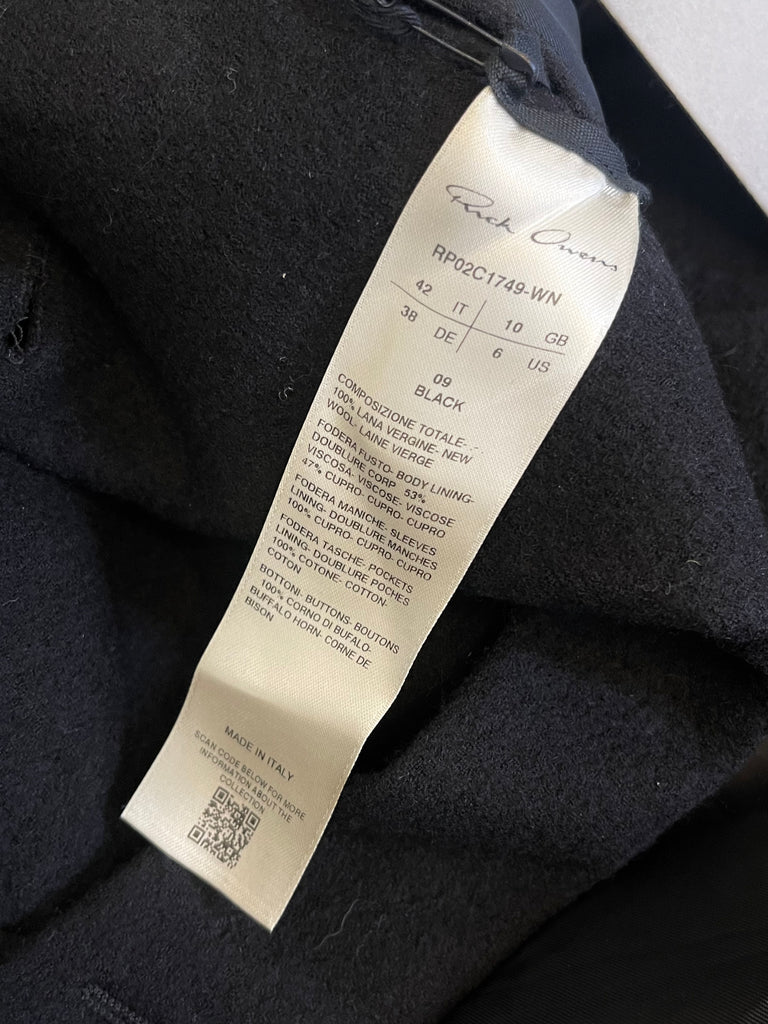 Rick Owens
RP02C1749-WN
42 IT 10 GB
38 DE 6 US
09
BLACK
COMPOSIZIONE TOTALE- - -
100% LANA VERGINE- NEW
WOOL- LAINE VIERGE
FODERA FUSTO- BODY LINING-
DOUBLURE CORP 53%
VISCOSA- VISCOSE- VISCOSE
47% CUPRO- CUPRO- CUPRO
FODERA MANICHE- SLEEVES
LINING- DOUBLURE MANCHES
100% CUPRO- CUPRO- CUPRO
FODERA TASCHE- POCKETS
LINING- DOUBLURE POCHES
100% COTONE- COTTON-
COTON
BOTTONI- BUTTONS- BOUTONS
100% CORNO DI BUFALO-
BUFFALO HORN- CORNE DE
BISON
MADE IN ITALY
SCAN CODE BELOW FOR MORE
INFORMATION ABOUT THE
COLLECTION